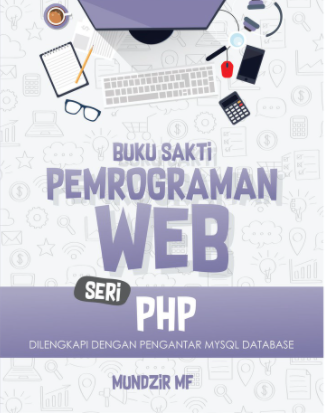 BUKU SAKTI
PEMROGRAMAN
WEB
SERI
PHP
DILENGKAPI DENGAN PENGANTAR MYSQL DATABASE
MUNDZIR MF